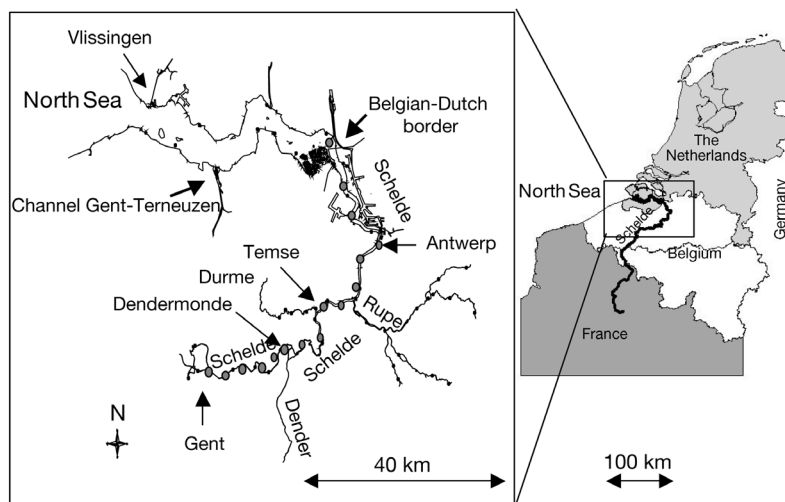 Vlissingen
North Sea
Belgian-Dutch
border
Schelde
Channel Gent-Terneuzen
Antwerp
Temse
Durme
Dendermonde
Rupel
Schelde
Schelde
Dender
Gent
N
40 km
The
Netherlands
North Sea
Germany
Schelde
Belgium
France
100 km